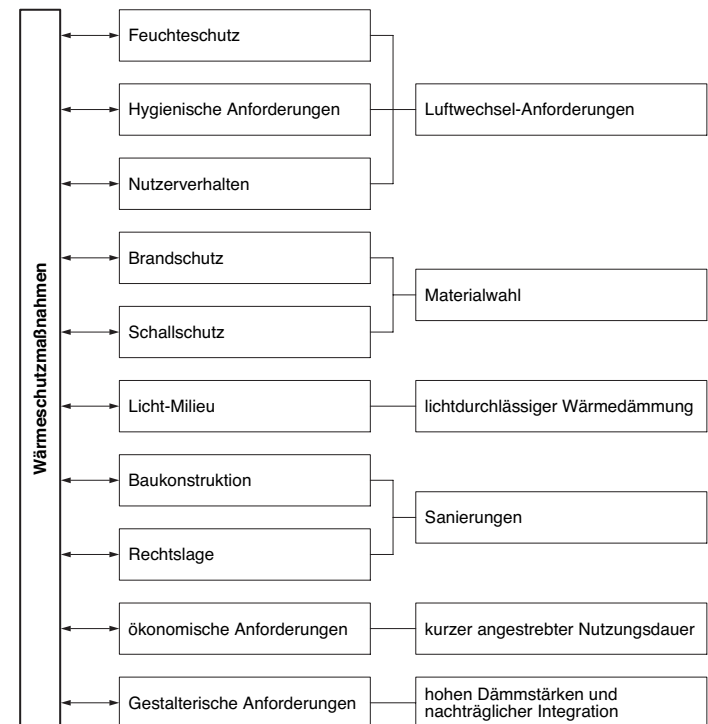 Wärmeschutzmaßnahmen
Feuchteschutz
Hygienische Anforderungen
Luftwechsel-Anforderungen
Nutzerverhalten
Brandschutz
Materialwahl
Schallschutz
Licht-Milieu
lichtdurchlässiger Wärmedämmung
Baukonstruktion
Sanierungen
Rechtslage
ökonomische Anforderungen
kurzer angestrebter Nutzungsdauer
Gestalterische Anforderungen
hohen Dämmstärken und
nachträglicher Integration